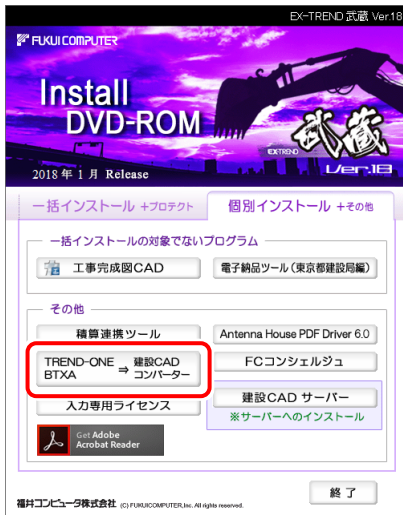 EX-TREND 武蔵 Ver.18
FUKUI COMPUTER
Install
DVD-ROM
EXTREND 武蔵
Ver.18
2018 年 1 月 Release
一括インストール +プロテクト
個別インストール +その他
一括インストールの対象でないプログラム
工事完成図CAD
電子納品ツール(東京都建設局編)
その他
積算連携ツール
Antenna House PDF Driver 6.0
TREND-ONE ⇒ 建設CAD
BTXA コンバーター
FCコンシェルジュ
入力専用ライセンス
建設CAD サーバー
※サーバーへのインストール
Get Adobe
Acrobat Reader
終 了
福井コンピュータ株式会社 (C) FUKUICOMPUTER,Inc. All rights reserved.